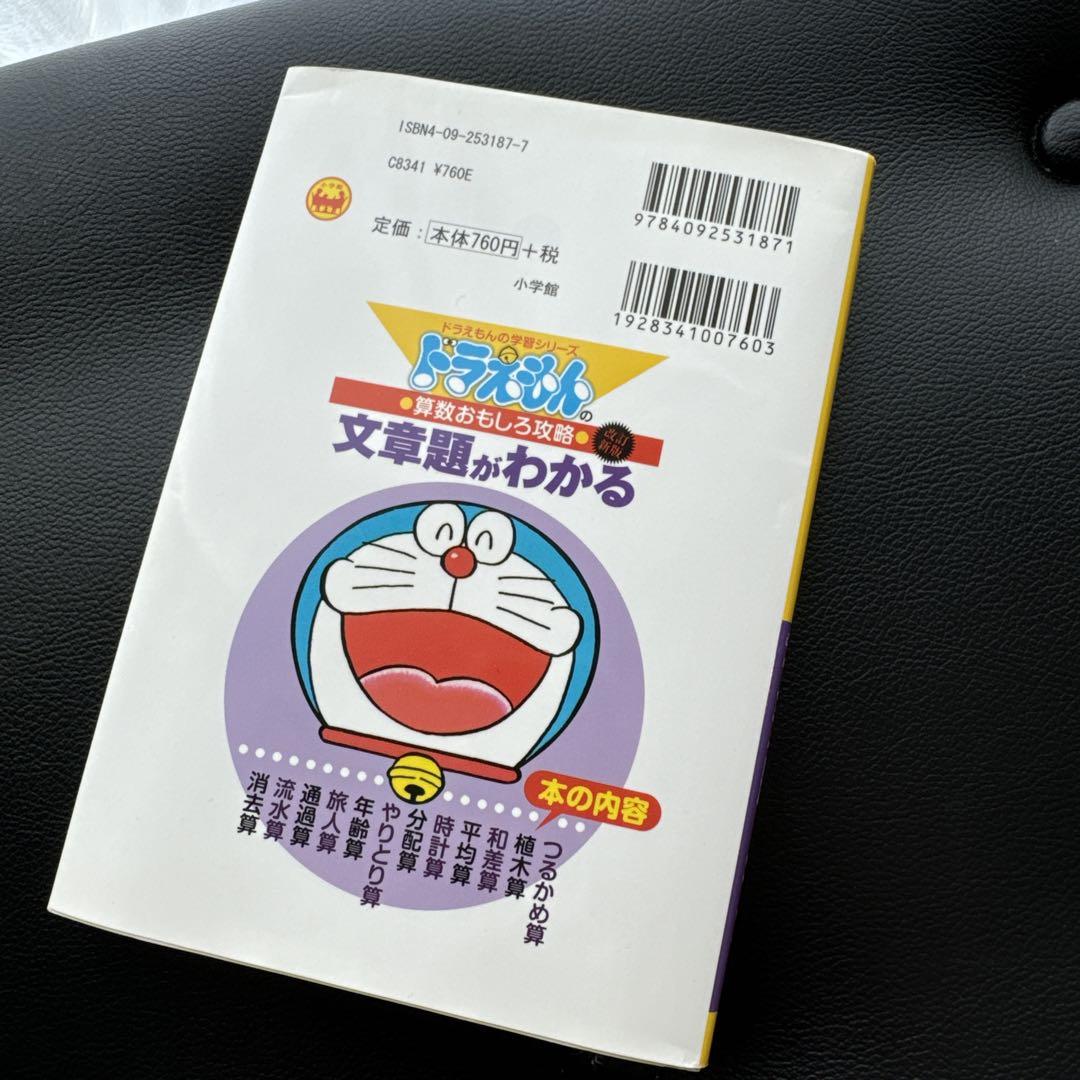 ISBN4-09-253187-7
C8341 ¥760E
9784092531871
小学館
定価：本体760円+税
小学館
1928341007603
ドラえもんの学習シリーズ
ドラえもんの
●算数おもしろ攻略●
改訂新版
文章題がわかる
本の内容
つるかめ算
植木算
和差算
平均算
時計算
分配算
やりとり算
年齢算
旅人算
通過算
流水算
消去算